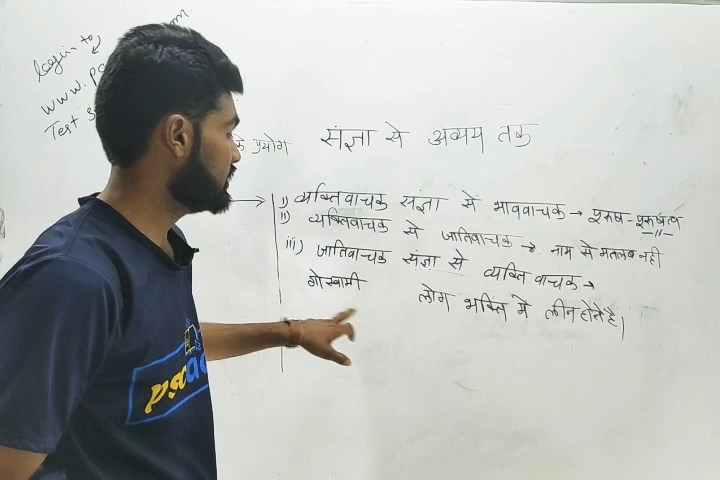 login to
www.
Test
के प्रयोग
संज्ञा से अव्यय तक
i) व्यक्तिवाचक संज्ञा से भाववाचक → पुरुष - पुरुषत्व
ii) व्यक्तिवाचक से जातिवाचक → नाम से मतलब नही
iii) जातिवाचक संज्ञा से व्यक्तिवाचक →
गोस्वामी लोग भक्ति मे लीन होते है।